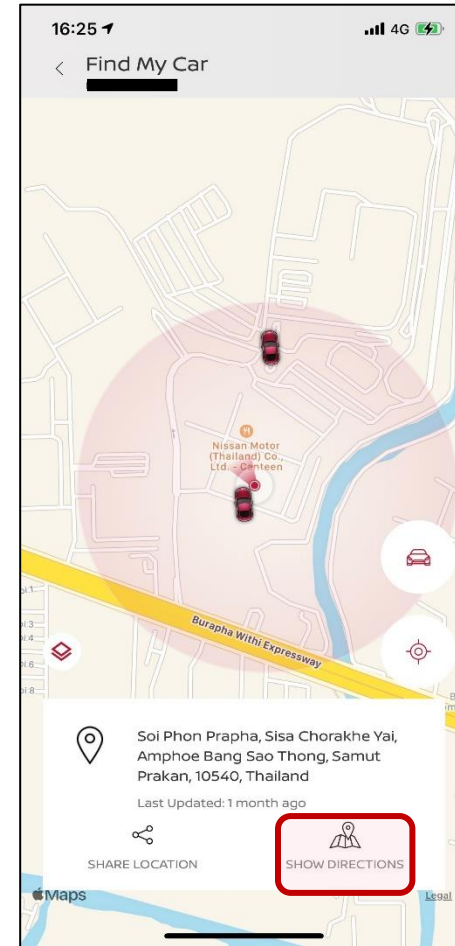 16:25
4G
Find My Car
Nissan Motor
(Thailand) Co.,
Ltd. - Canteen
Burapha Withi Expressway
Soi Phon Prapha, Sisa Chorakhe Yai,
Amphoe Bang Sao Thong, Samut
Prakan, 10540, Thailand
Last Updated: 1 month ago
SHARE LOCATION
SHOW DIRECTIONS
Maps
Legal